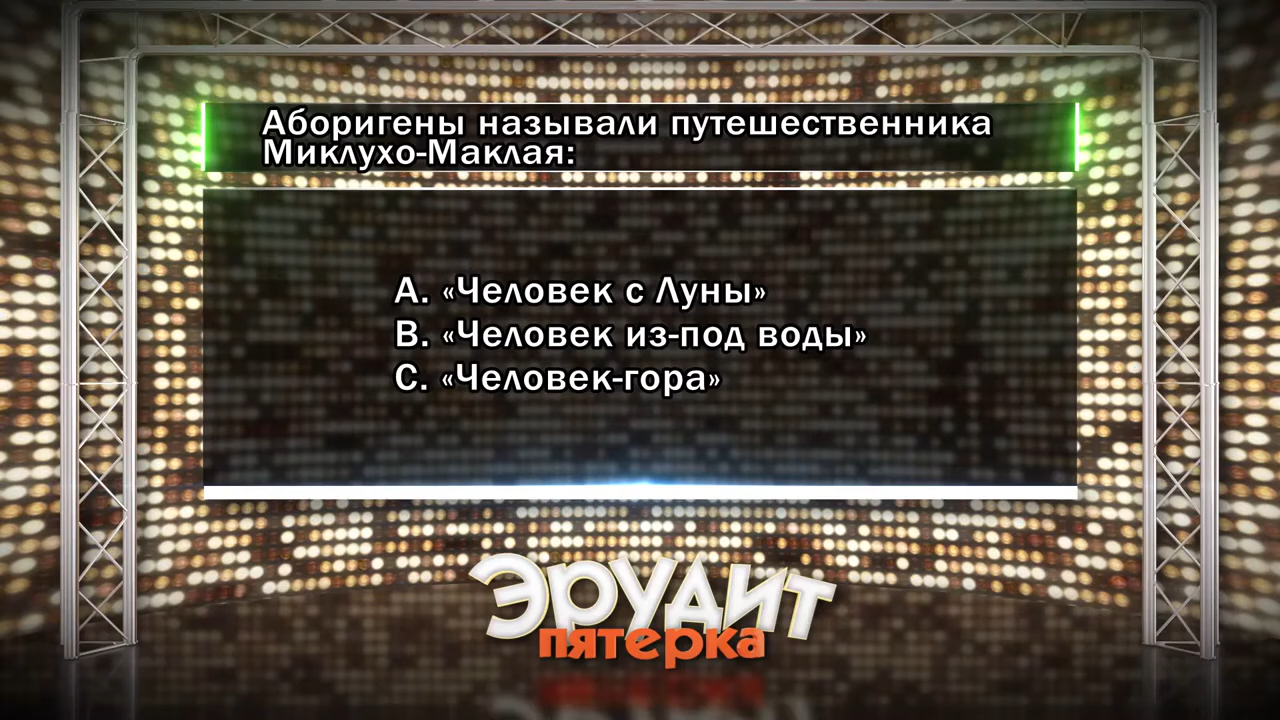 Аборигены называли путешественника
Миклухо-Маклая:
A. «Человек с Луны»
B. «Человек из-под воды»
C. «Человек-гора»
Эрудит
пятерка